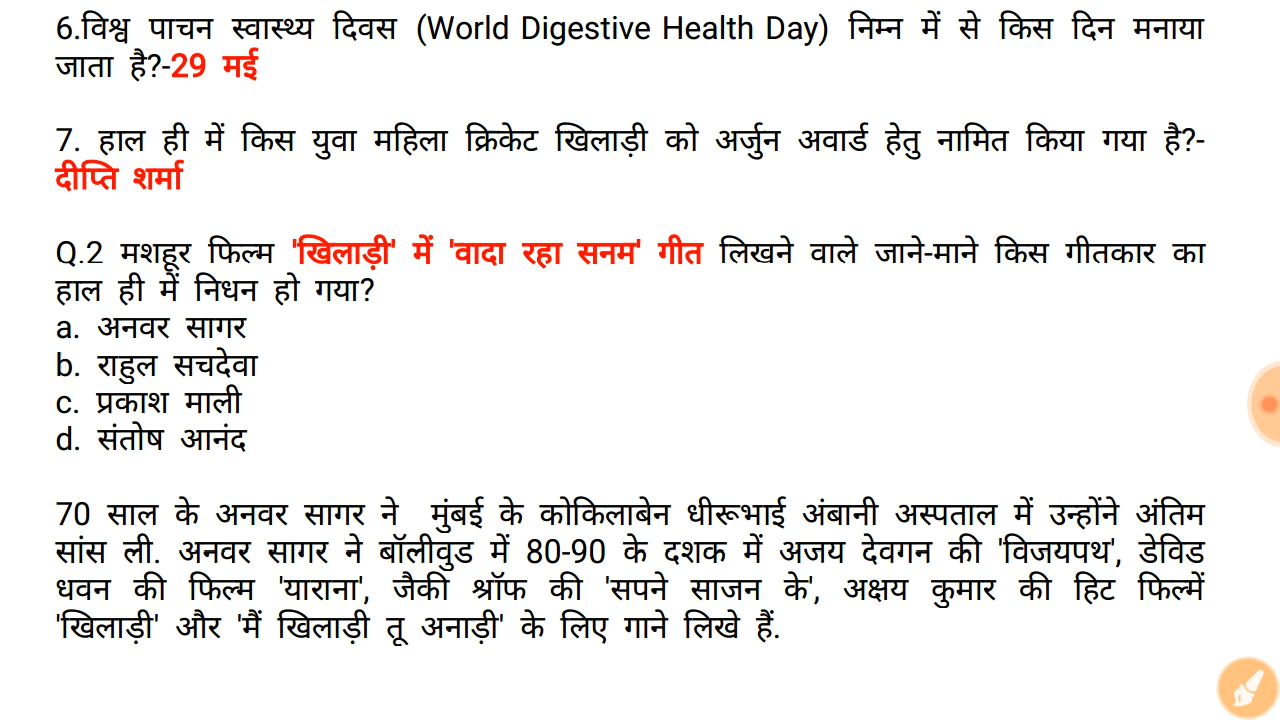 6.विश्व पाचन स्वास्थ्य दिवस (World Digestive Health Day) निम्न में से किस दिन मनाया
जाता है?-29 मई
7. हाल ही में किस युवा महिला क्रिकेट खिलाड़ी को अर्जुन अवार्ड हेतु नामित किया गया है?-
दीप्ति शर्मा
Q.2 मशहूर फिल्म 'खिलाड़ी' में 'वादा रहा सनम' गीत लिखने वाले जाने-माने किस गीतकार का
हाल ही में निधन हो गया?
a. अनवर सागर
b. राहुल सचदेवा
c. प्रकाश माली
d. संतोष आनंद
70 साल के अनवर सागर ने मुंबई के कोकिलाबेन धीरूभाई अंबानी अस्पताल में उन्होंने अंतिम
सांस ली. अनवर सागर ने बॉलीवुड में 80-90 के दशक में अजय देवगन की 'विजयपथ', डेविड
धवन की फिल्म 'याराना', जैकी श्रॉफ की 'सपने साजन के', अक्षय कुमार की हिट फिल्में
'खिलाड़ी' और 'मैं खिलाड़ी तू अनाड़ी' के लिए गाने लिखे हैं.